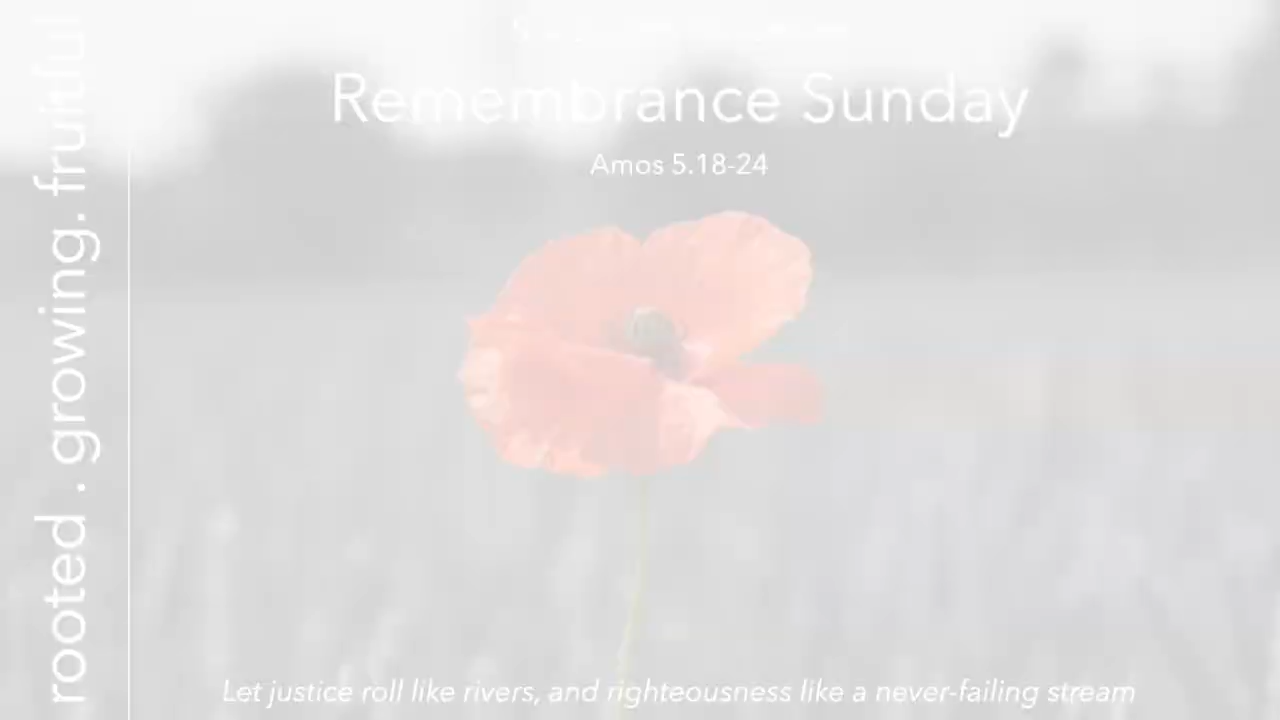 Remembrance Sunday
Amos 5.18-24
rooted . growing. fruitful
Let justice roll like rivers, and righteousness like a never-failing stream